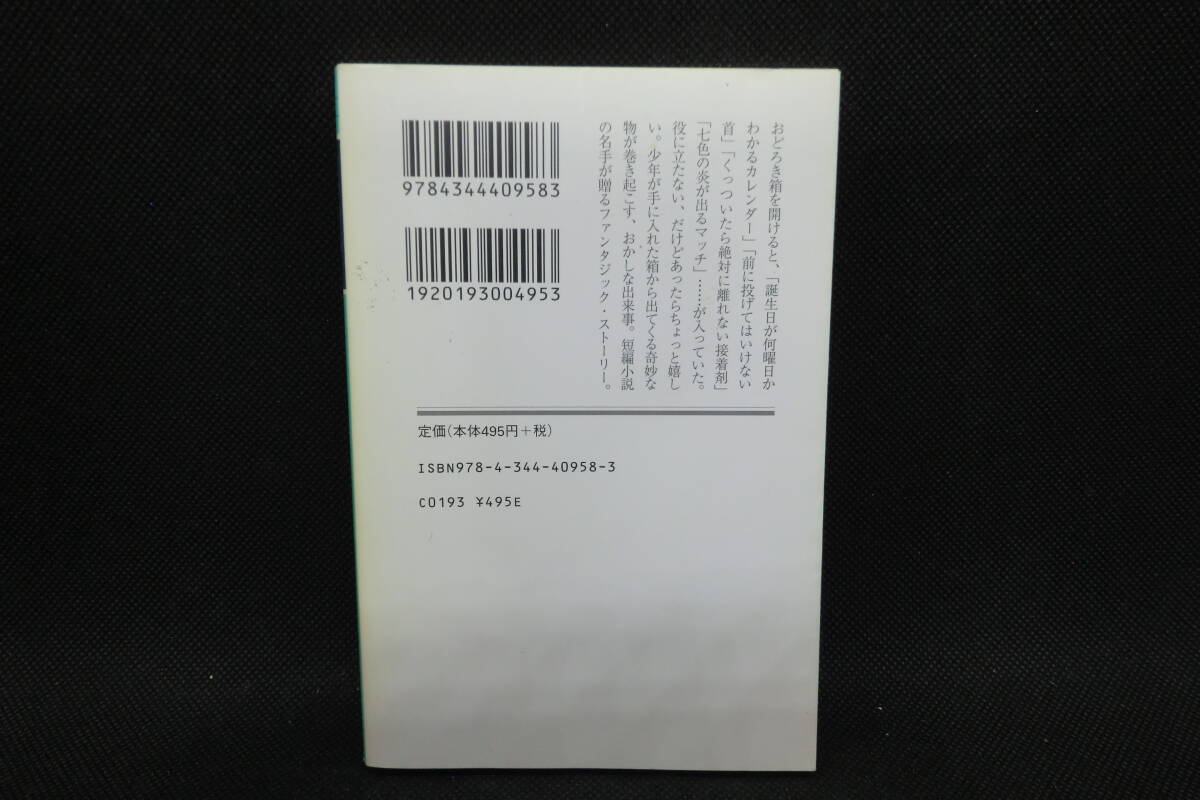 おどろき箱を開けると、「誕生日が何曜日か
わかるカレンダー」「前に投げてはいけない
首」「くっついたら絶対に離れない接着剤」
「七色の炎が出るマッチ」……が入っていた。
役に立たない、だけどあったらちょっと嬉し
い。少年が手に入れた箱から出てくる奇妙な
物が巻き起こす、おかしな出来事。短編小説
の名手が贈るファンタジック・ストーリー。
9784344409583
1920193004953
定価(本体495円+税)
ISBN978-4-344-40958-3
C0193 ¥495E